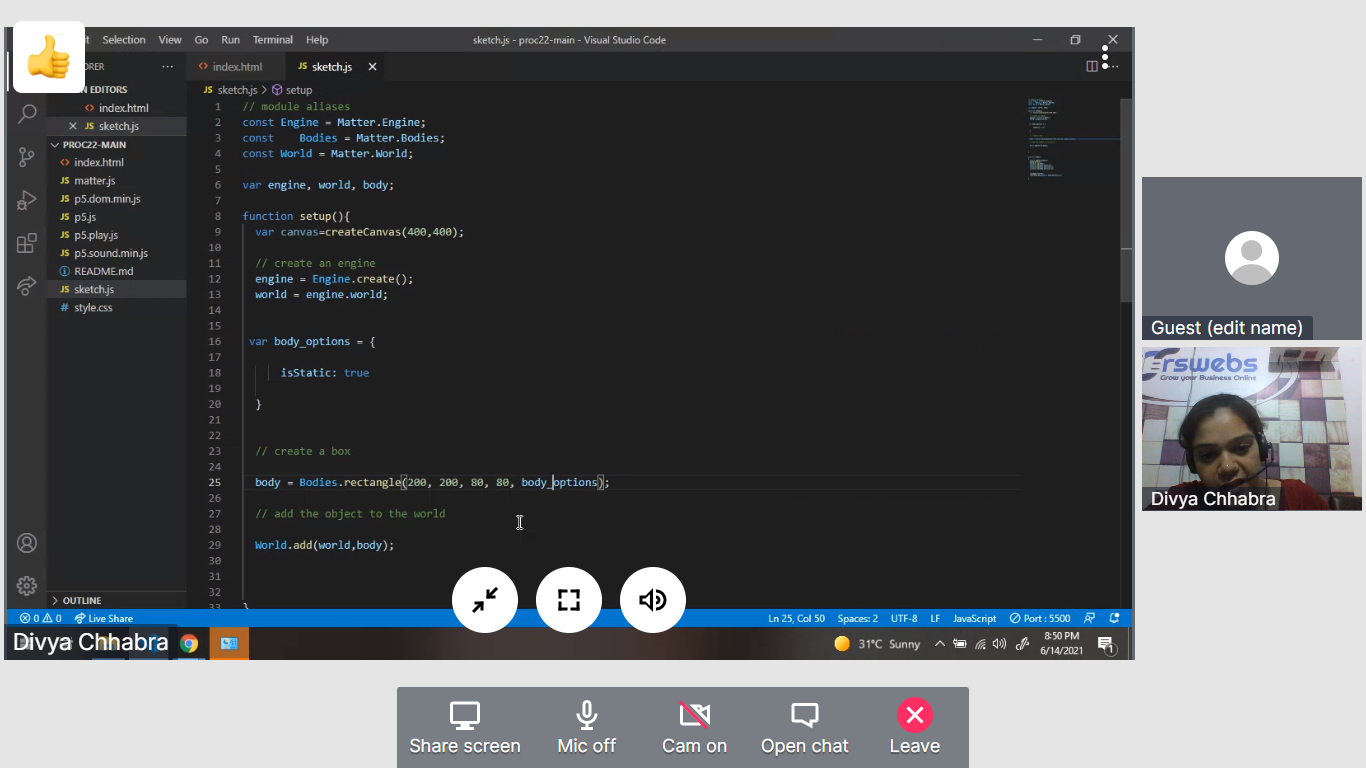 it Selection View Go Run Terminal Help
sketch.js - proc22-main - Visual Studio Code
ORER
index.html
JS sketch.js
N EDITORS
index.html
JS sketch.js
PROC22-MAIN
index.html
JS matter.js
JS p5.dom.min.js
JS p5.js
JS p5.play.js
JS p5.sound.min.js
README.md
JS sketch.js
# style.css
OUTLINE
JS sketch.js > setup
1 // module aliases
2 const Engine = Matter.Engine;
3 const    Bodies = Matter.Bodies;
4 const World = Matter.World;
5
6 var engine, world, body;
7
8 function setup(){
9 var canvas=createCanvas(400,400);
10
11 // create an engine
12 engine = Engine.create();
13 world = engine.world;
14
15
16 var body_options = {
17
18 isStatic: true
19
20 }
21
22
23 // create a box
24
25 body = Bodies.rectangle(200, 200, 80, 80, body_options);
26
27 // add the object to the world
28
29 World.add(world,body);
30
31
32
33 }
0 0 Live Share
Ln 25, Col 50 Spaces: 2 UTF-8 LF JavaScript Port : 5500
Divya Chhabra
31°C Sunny
8:50 PM
6/14/2021
1
Guest (edit name)
rswebs
Grow your Business Online
Divya Chhabra
Share screen
Mic off
Cam on
Open chat
Leave